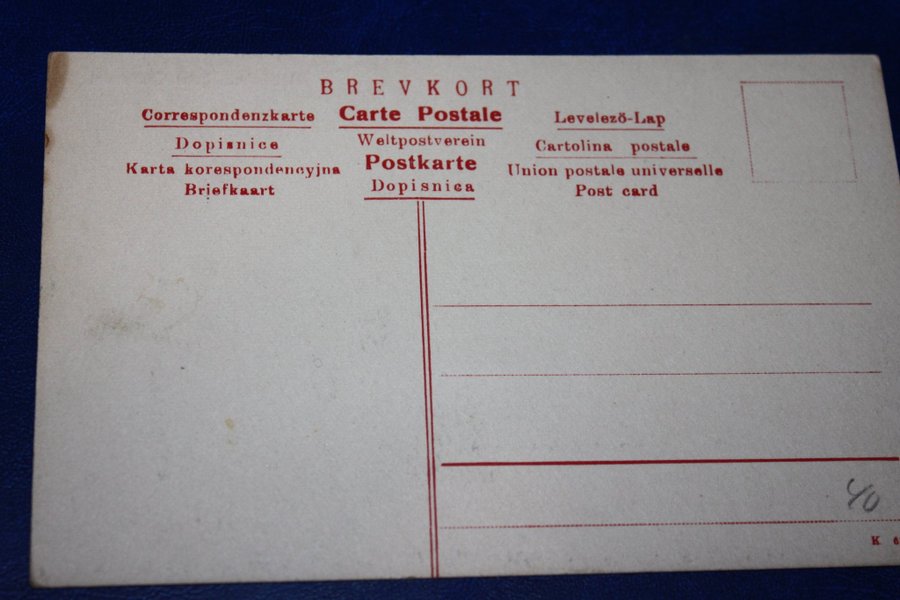 BREVKORT
Correspondenzkarte
Dopisnice
Karta korespondencyjna
Briefkaart
Carte Postale
Weltpostverein
Postkarte
Dopisnica
Levelező-Lap
Cartolina postale
Union postale universelle
Post card
40
K